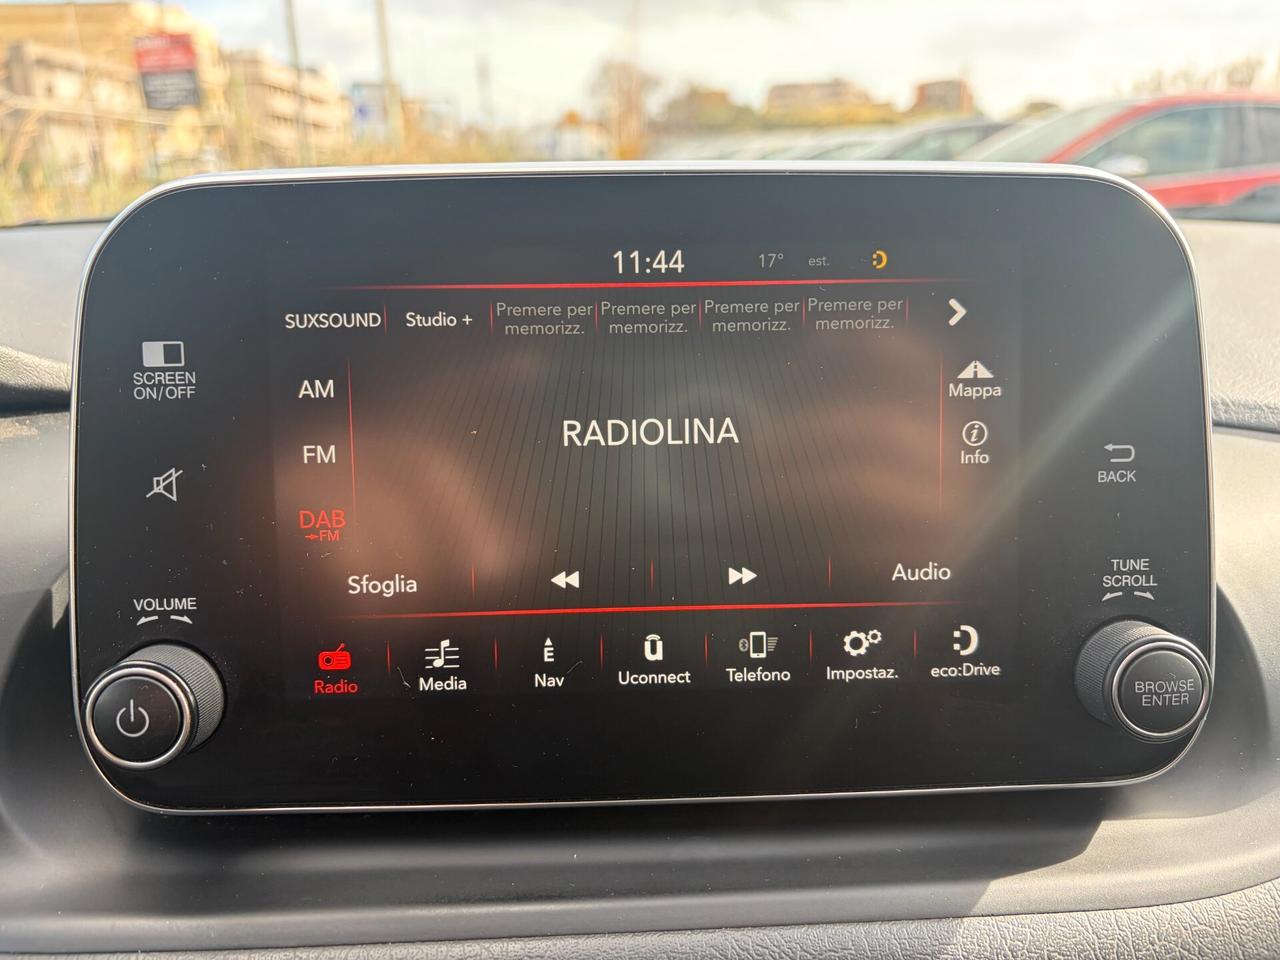 11:44 17° est.
SUXSOUND Studio + Premere per memorizz. Premere per memorizz. Premere per memorizz. Premere per memorizz.
SCREEN
ON/OFF
AM
Mappa
RADIOLINA
FM
Info
BACK
DAB
→FM
Sfoglia
Audio
TUNE
SCROLL
VOLUME
Radio Media Nav Uconnect Telefono Impostaz. eco:Drive
E
BROWSE
ENTER